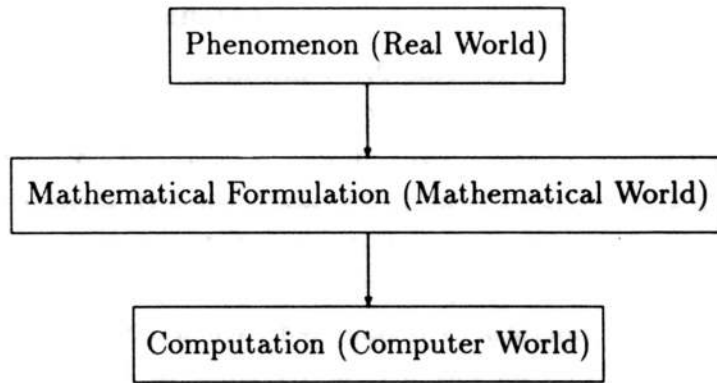 Phenomenon (Real World)
Mathematical Formulation (Mathematical World)
Computation (Computer World)